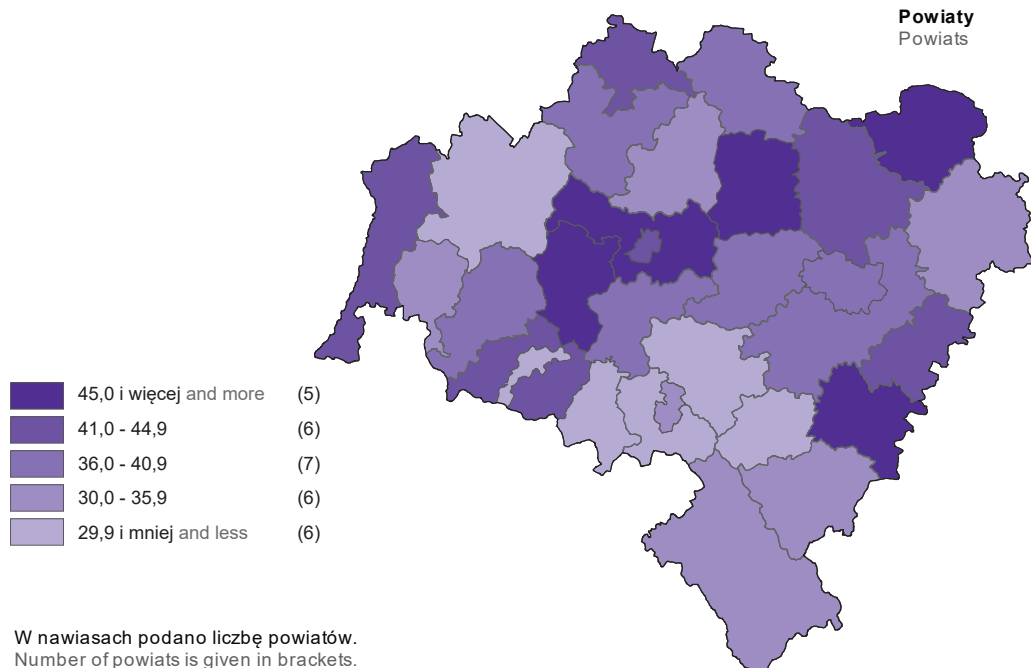 Powiaty
Powiats
45,0 i więcej and more (5)
41,0 - 44,9 (6)
36,0 - 40,9 (7)
30,0 - 35,9 (6)
29,9 i mniej and less (6)
W nawiasach podano liczbę powiatów.
Number of powiats is given in brackets.